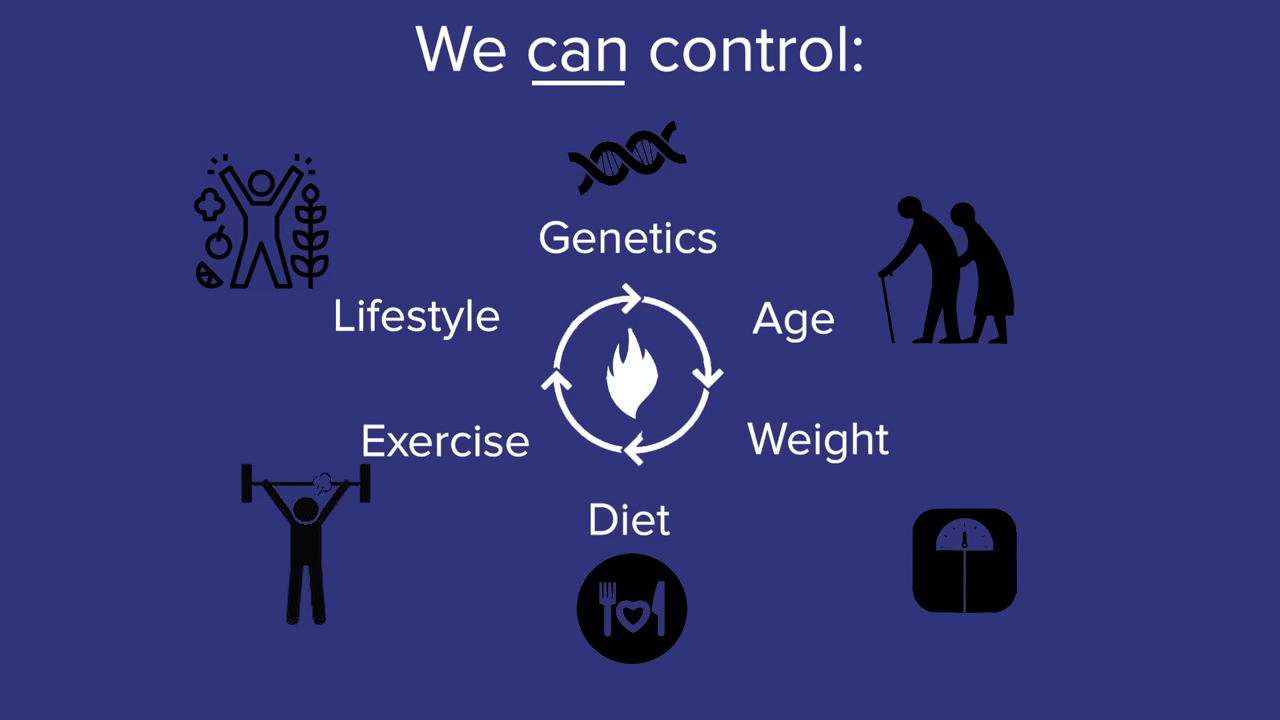 We can control:
Genetics
Lifestyle
Age
Exercise
Weight
Diet